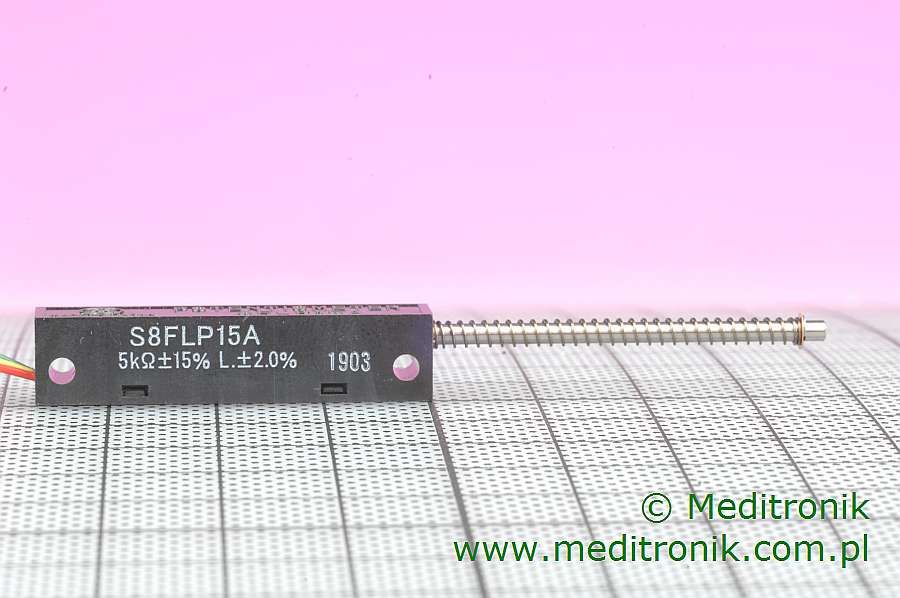 S8FLP15A
5kΩ±15% L.±2.0% 1903
© Meditronik
www.meditronik.com.pl